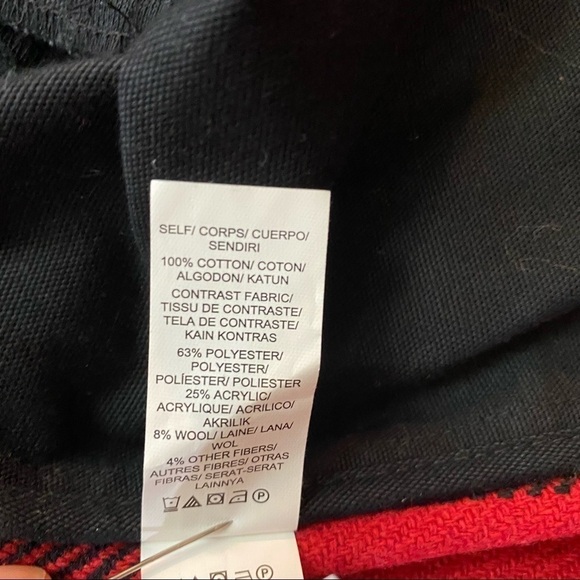 SELF/ CORPS/ CUERPO/
SENDIRI
100% COTTON/ COTON/
ALGODON/ KATUN
CONTRAST FABRIC/
TISSU DE CONTRASTE/
TELA DE CONTRASTE/
KAIN KONTRAS
63% POLYESTER/
POLYESTER/
POLÍESTER/ POLIESTER
25% ACRYLIC/
ACRYLIQUE/ ACRILICO/
AKRILIK
8% WOOL/ LAINE/ LANA/
WOL
4% OTHER FIBERS/
AUTRES FIBRES/ OTRAS
FIBRAS/ SERAT-SERAT
LAINNYA
P
P